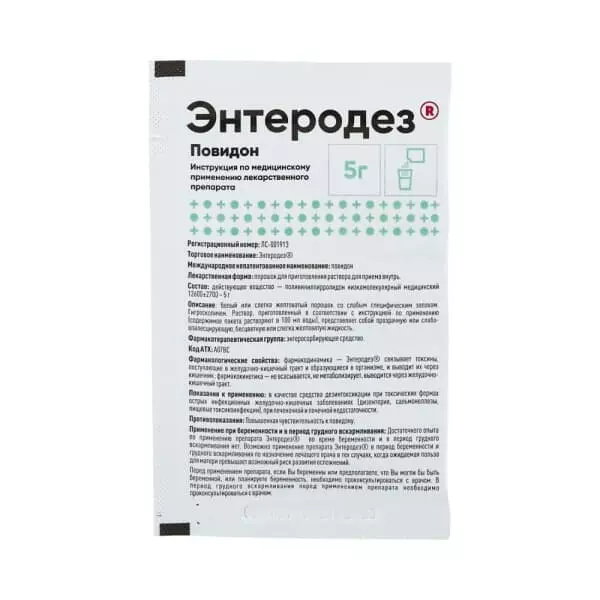 Энтеродез®
Повидон
Инструкция по медицинскому
применению лекарственного
препарата
5г
Регистрационный номер: ЛС-001913
Торговое наименование: Энтеродез®
Международное непатентованное наименование: повидон
Лекарственная форма: порошок для приготовления раствора для приема внутрь.
Состав: действующее вещество — поливинилпирролидон низкомолекулярный медицинский
12600±2700 – 5 г
Описание: белый или слегка желтоватый порошок со слабым специфическим запахом.
Гигроскопичен. Раствор, приготовленный в соответствии с инструкцией по применению
(содержимое пакета растворяют в 100 мл воды), представляет собой прозрачную или слабо-
опалесцирующую, бесцветную или слегка желтоватую жидкость.
Фармакотерапевтическая группа: энтеросорбирующее средство.
Код АТХ: A07BC
Фармакологические свойства: фармакодинамика — Энтеродез® связывает токсины,
поступающие в желудочно-кишечный тракт и образующиеся в организме, и выводит их через
кишечник; фармакокинетика — не всасывается, не метаболизирует, выводится через желудочно-
кишечный тракт.
Показания к применению: в качестве средства дезинтоксикации при токсических формах
острых инфекционных желудочно-кишечных заболеваний (дизентерия, сальмонеллезы,
пищевые токсикоинфекции), при печеночной и почечной недостаточности.
Противопоказания: Повышенная чувствительность к повидону.
Применение при беременности и в период грудного вскармливания: Достаточного опыта
по применению препарата Энтеродез® во время беременности и в период грудного
вскармливания нет. Возможно применение препарата Энтеродез® в период беременности и
грудного вскармливания по назначению лечащего врача в тех случаях, когда ожидаемая польза
для матери превышает возможный риск развития осложнений.
Перед применением препарата, если Вы беременны или предполагаете, что Вы могли бы быть
беременной, или планируете беременность, необходимо проконсультироваться с врачом. В
период грудного вскармливания перед применением препарата необходимо
проконсультироваться с врачом.